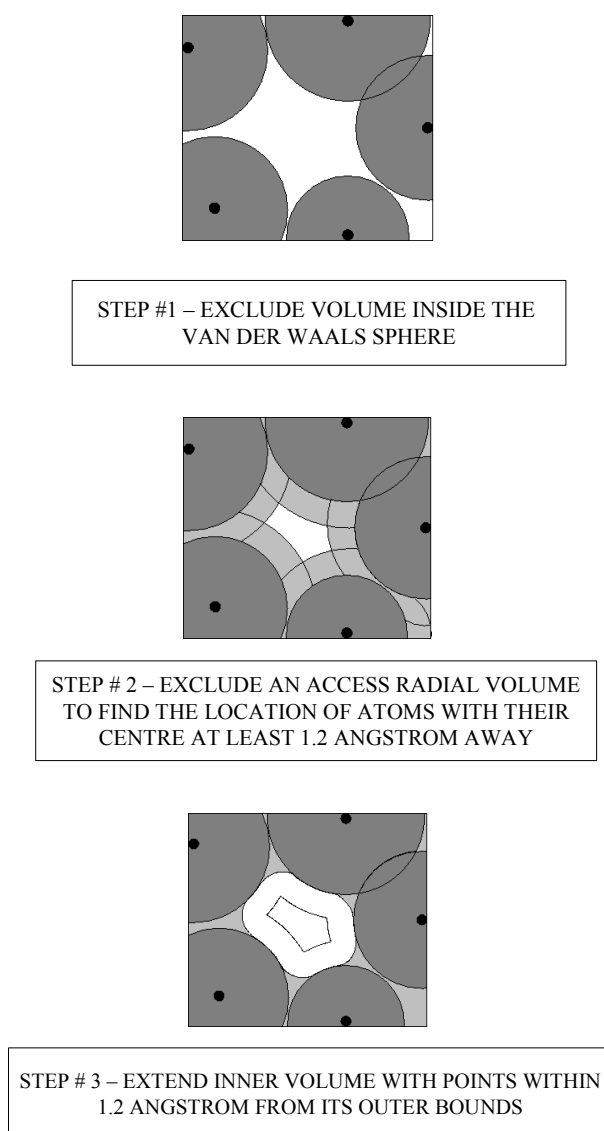 STEP #1 – EXCLUDE VOLUME INSIDE THE
VAN DER WAALS SPHERE
STEP # 2 – EXCLUDE AN ACCESS RADIAL VOLUME
TO FIND THE LOCATION OF ATOMS WITH THEIR
CENTRE AT LEAST 1.2 ANGSTROM AWAY
STEP # 3 – EXTEND INNER VOLUME WITH POINTS WITHIN
1.2 ANGSTROM FROM ITS OUTER BOUNDS